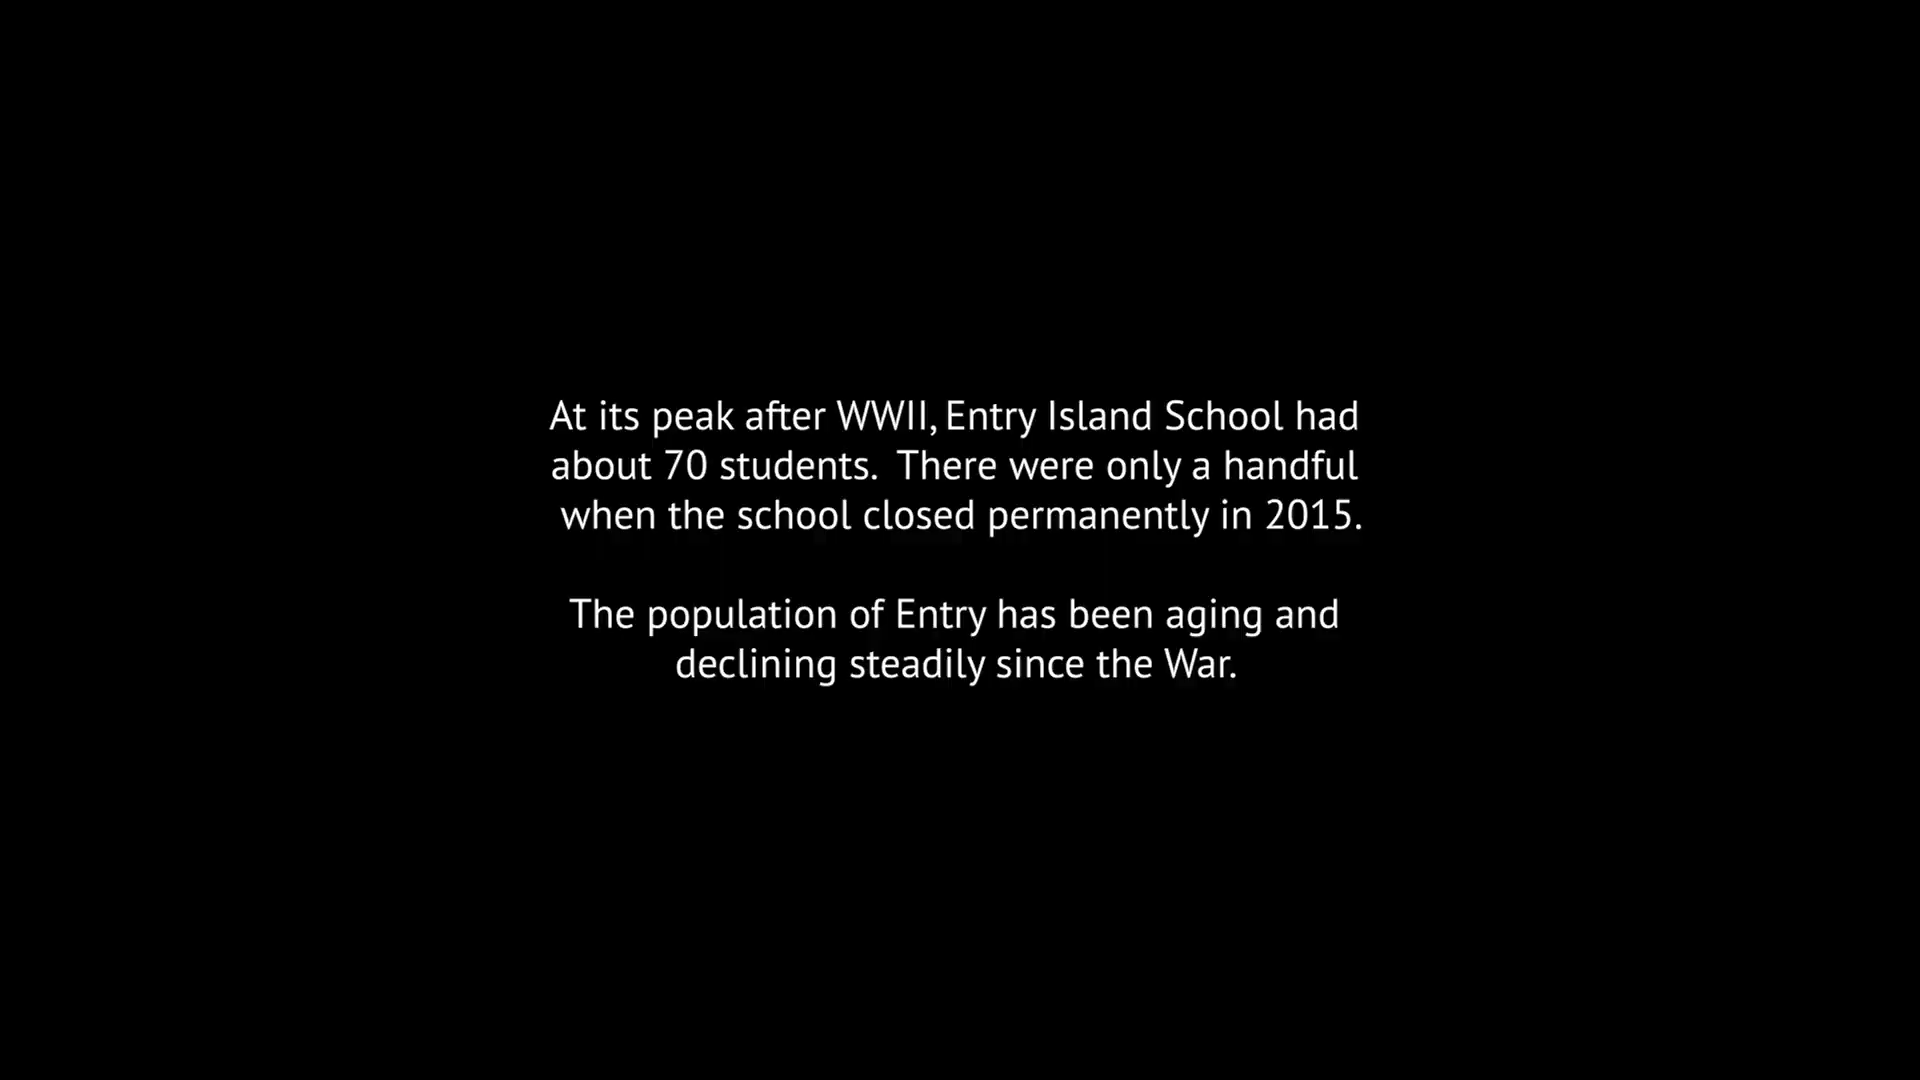 At its peak after WWII, Entry Island School had
about 70 students.  There were only a handful
when the school closed permanently in 2015.
The population of Entry has been aging and
declining steadily since the War.